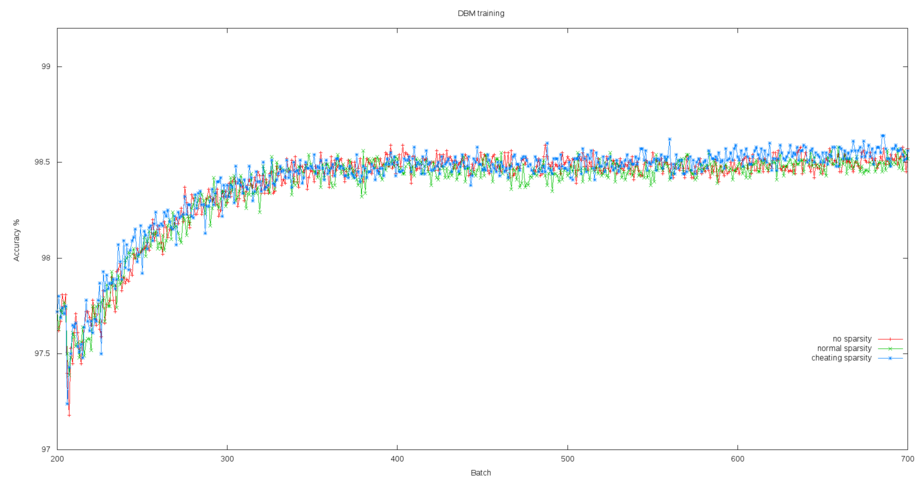 DBM training
Accuracy %
99
98.5
98
97.5
97
200 300 400 500 600 700
Batch
no sparsity
normal sparsity
cheating sparsity